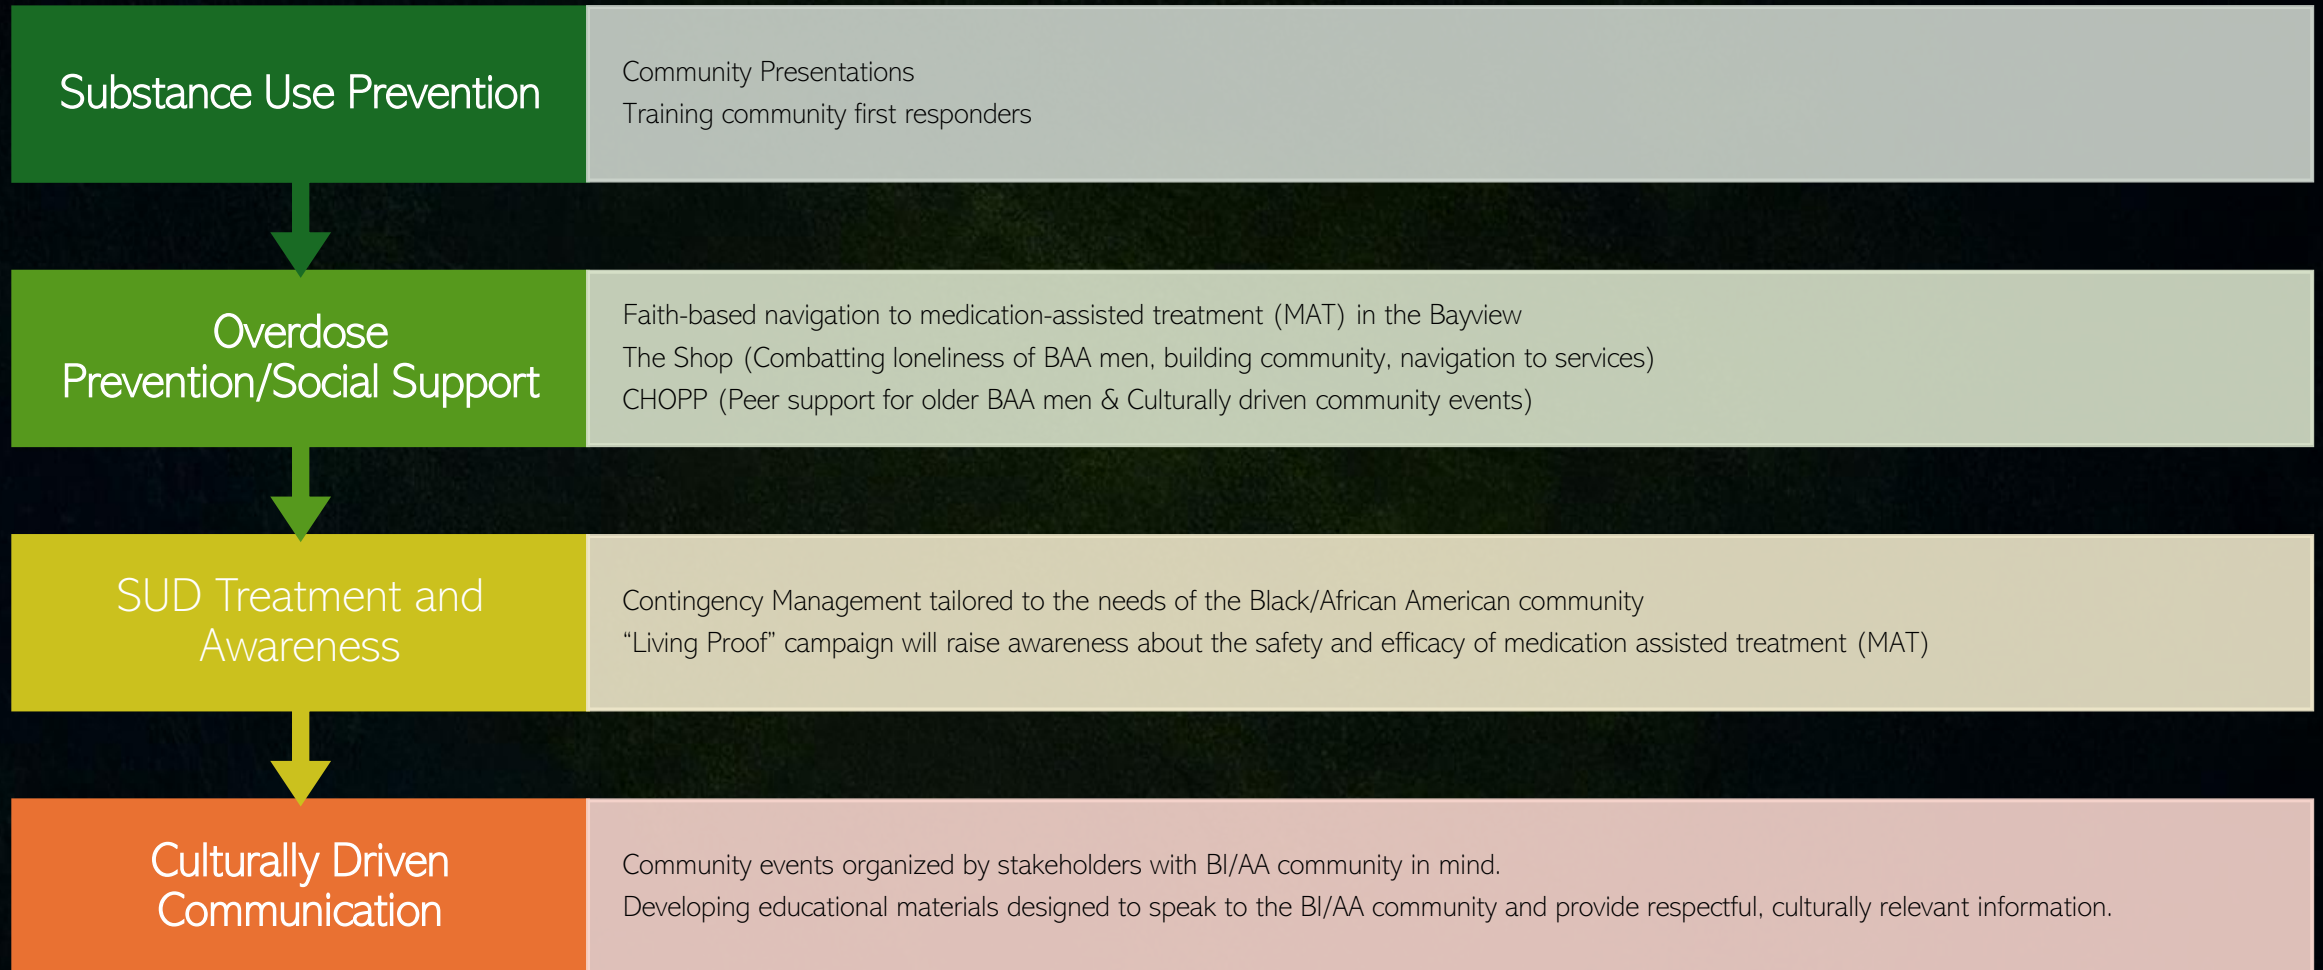 Substance Use Prevention
Community Presentations
Training community first responders
Overdose
Prevention/Social Support
Faith-based navigation to medication-assisted treatment (MAT) in the Bayview
The Shop (Combatting loneliness of BAA men, building community, navigation to services)
CHOPP (Peer support for older BAA men & Culturally driven community events)
SUD Treatment and
Awareness
Contingency Management tailored to the needs of the Black/African American community
“Living Proof” campaign will raise awareness about the safety and efficacy of medication assisted treatment (MAT)
Culturally Driven
Communication
Community events organized by stakeholders with Bl/AA community in mind.
Developing educational materials designed to speak to the Bl/AA community and provide respectful, culturally relevant information.